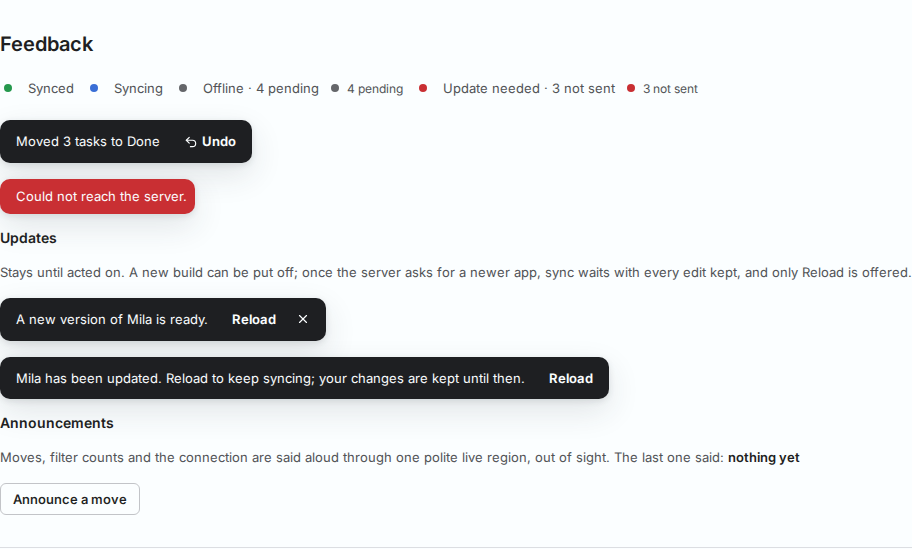 Feedback
Synced Syncing Offline · 4 pending 4 pending Update needed · 3 not sent 3 not sent
Moved 3 tasks to Done Undo
Could not reach the server.
Updates
Stays until acted on. A new build can be put off; once the server asks for a newer app, sync waits with every edit kept, and only Reload is offered.
A new version of Mila is ready. Reload
Mila has been updated. Reload to keep syncing; your changes are kept until then. Reload
Announcements
Moves, filter counts and the connection are said aloud through one polite live region, out of sight. The last one said: nothing yet
Announce a move